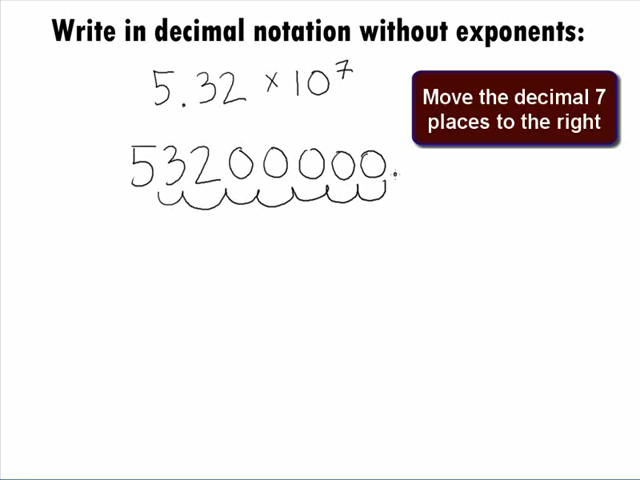 Write in decimal notation without exponents:
5.32 × 10⁷
Move the decimal 7
places to the right
53200000.